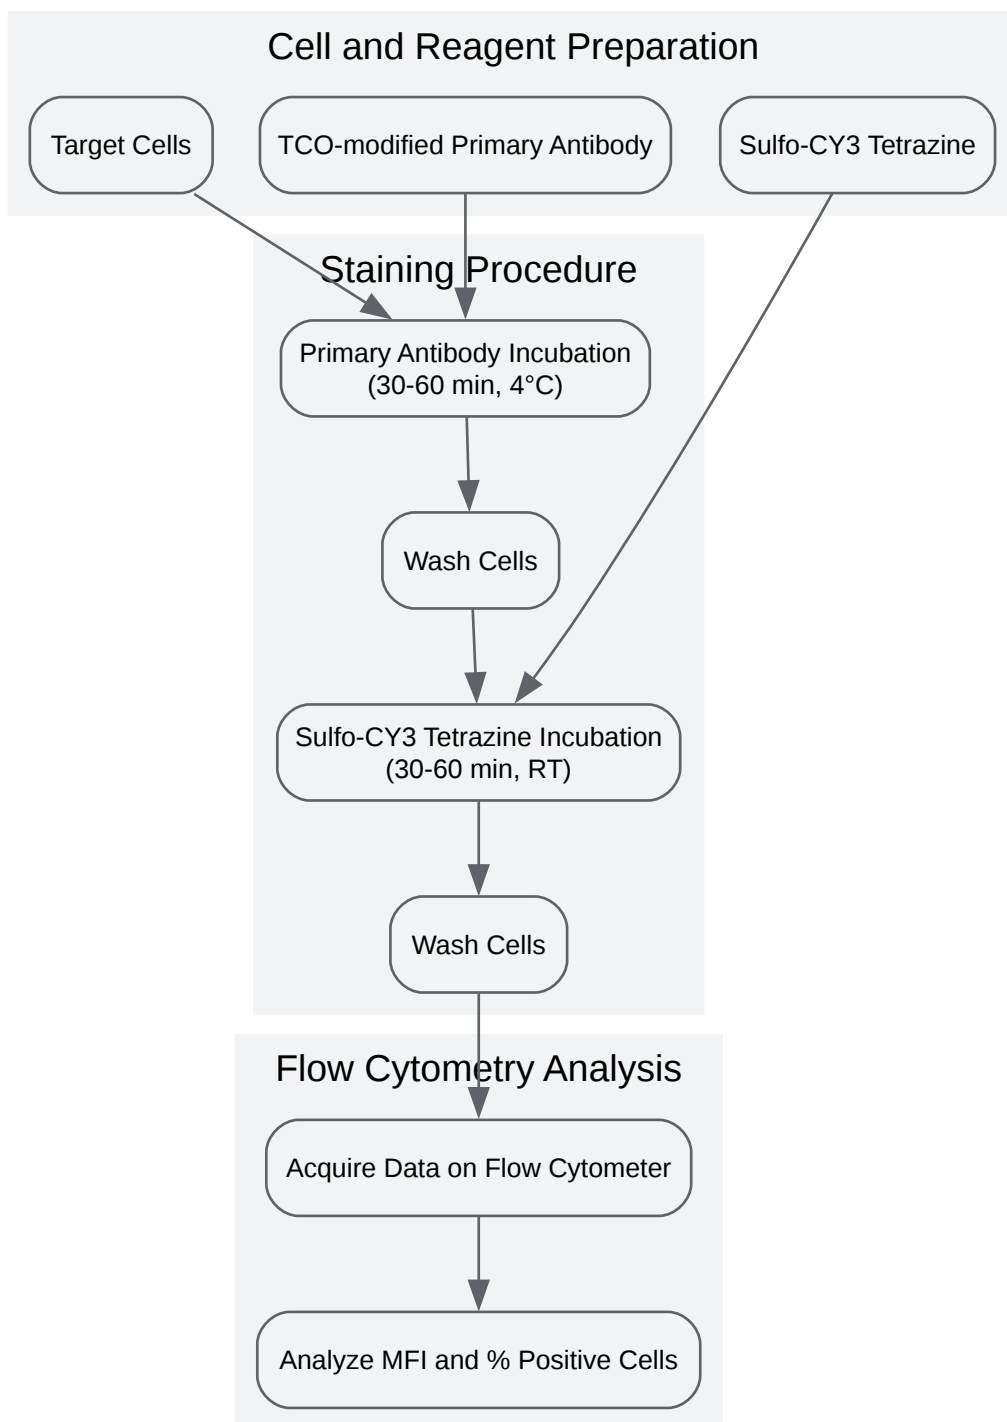 Cell and Reagent Preparation
Target Cells
TCO-modified Primary Antibody
Sulfo-CY3 Tetrazine
Staining Procedure
Primary Antibody Incubation
(30-60 min, 4°C)
Wash Cells
Sulfo-CY3 Tetrazine Incubation
(30-60 min, RT)
Wash Cells
Flow Cytometry Analysis
Acquire Data on Flow Cytometer
Analyze MFI and % Positive Cells